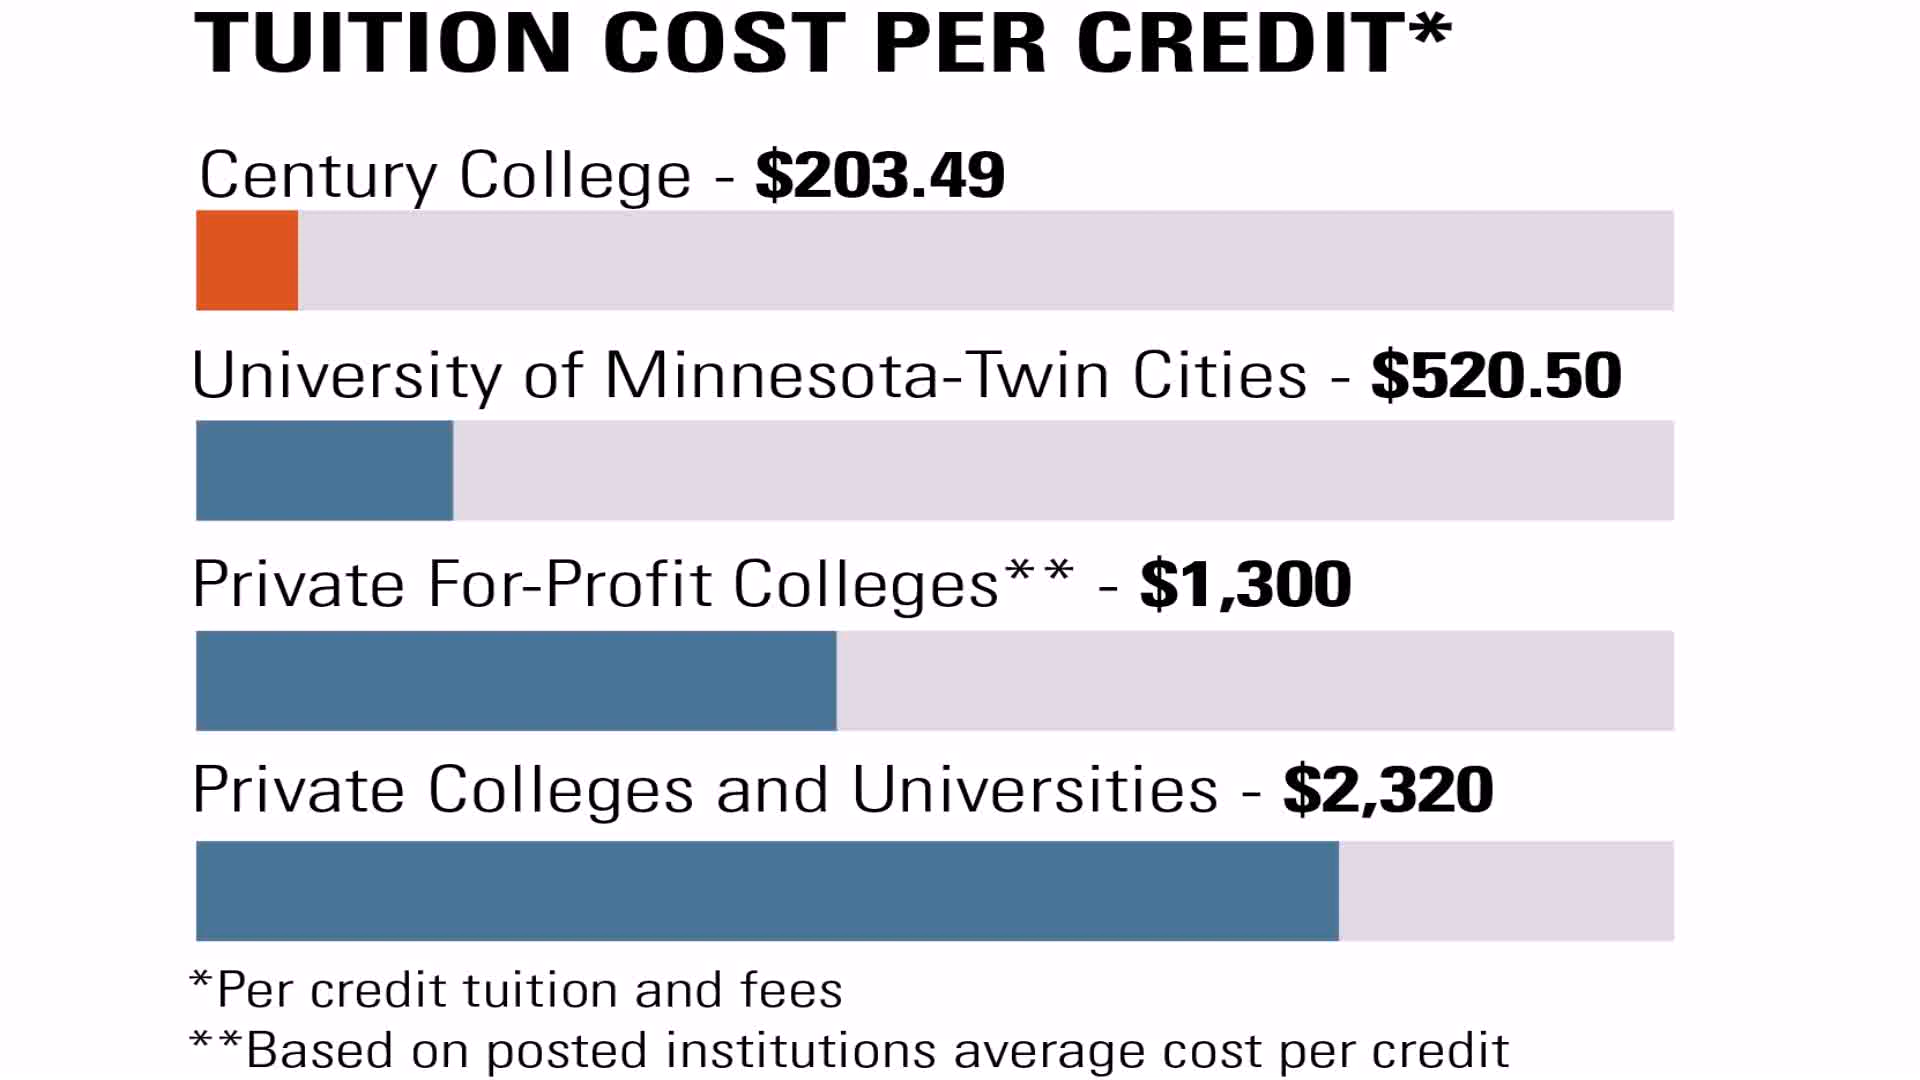 TUITION COST PER CREDIT*
Century College - $203.49
University of Minnesota-Twin Cities - $520.50
Private For-Profit Colleges** - $1,300
Private Colleges and Universities - $2,320
*Per credit tuition and fees
**Based on posted institutions average cost per credit